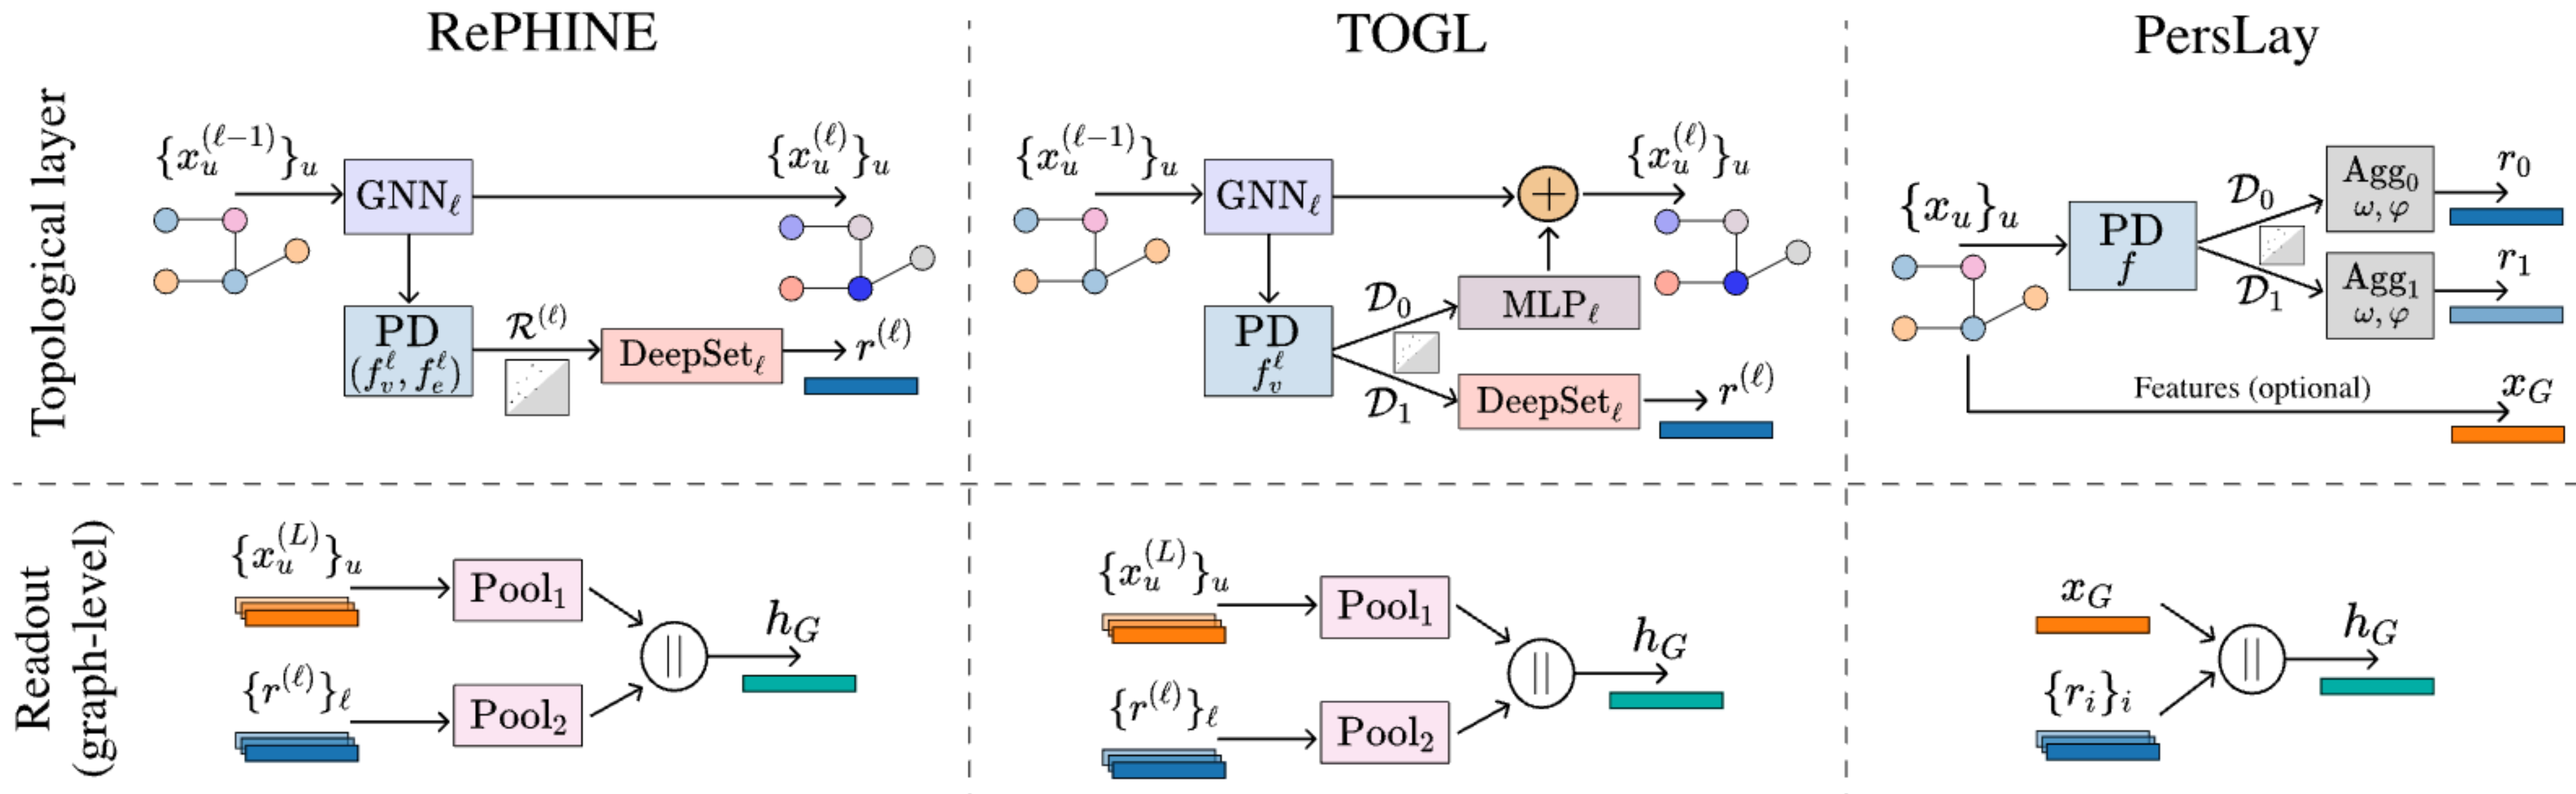 RePHINE
TOGL
PersLay
Topological layer
{x_u^{(ℓ−1)}}_u
GNN_ℓ
{x_u^{(ℓ)}}_u
PD
(f_v^ℓ, f_e^ℓ)
ℛ^{(ℓ)}
DeepSet_ℓ
r^{(ℓ)}
{x_u^{(ℓ−1)}}_u
GNN_ℓ
+
{x_u^{(ℓ)}}_u
PD
f_v^ℓ
𝒟_0
MLP_ℓ
𝒟_1
DeepSet_ℓ
r^{(ℓ)}
{x_u}_u
PD
f
𝒟_0
Agg_0
ω, φ
r_0
𝒟_1
Agg_1
ω, φ
r_1
Features (optional)
x_G
Readout
(graph-level)
{x_u^{(L)}}_u
Pool_1
{r^{(ℓ)}}_ℓ
Pool_2
||
h_G
{x_u^{(L)}}_u
Pool_1
{r^{(ℓ)}}_ℓ
Pool_2
||
h_G
x_G
{r_i}_i
||
h_G